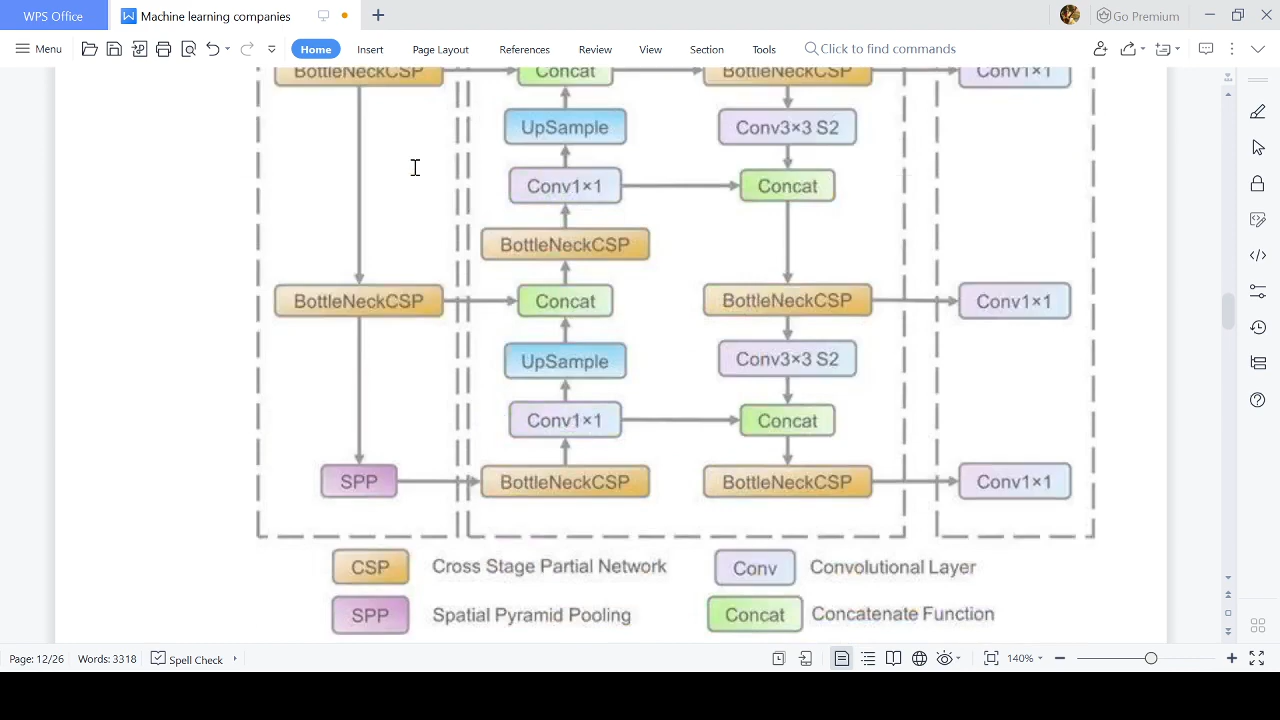 WPS Office
Machine learning companies
Go Premium
Menu
Home
Insert
Page Layout
References
Review
View
Section
Tools
Click to find commands
BottleNeckCSP
Concat
BottleNeckCSP
Conv1×1
UpSample
Conv3×3 S2
Conv1×1
Concat
BottleNeckCSP
BottleNeckCSP
Concat
BottleNeckCSP
Conv1×1
UpSample
Conv3×3 S2
Conv1×1
Concat
SPP
BottleNeckCSP
BottleNeckCSP
Conv1×1
CSP
Cross Stage Partial Network
Conv
Convolutional Layer
SPP
Spatial Pyramid Pooling
Concat
Concatenate Function
Page: 12/26
Words: 3318
Spell Check
140%